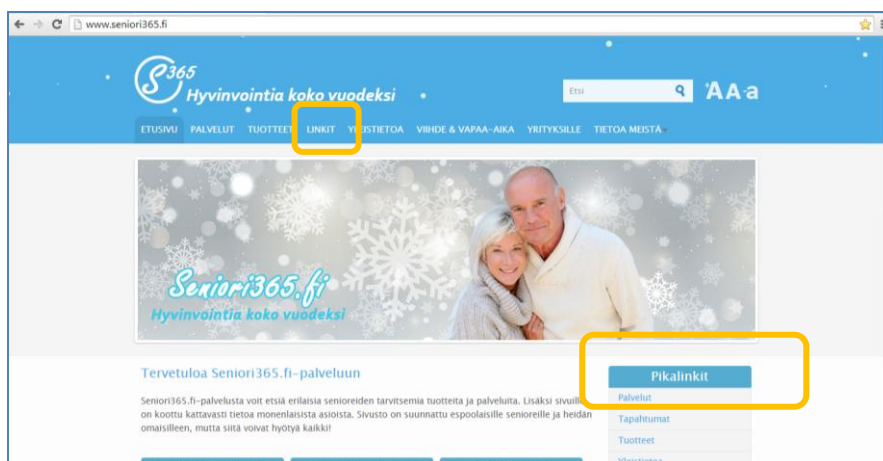 www.seniori365.fi
S365
Hyvinvointia koko vuodeksi
Etsi
A A a
ETUSIVU PALVELUT TUOTTEET LINKIT YLEISTIETOA VIIHDE & VAPAA-AIKA YRITYKSILLE TIETOA MEISTÄ
Seniori365.fi
Hyvinvointia koko vuodeksi
Tervetuloa Seniori365.fi-palveluun
Seniori365.fi-palvelusta voit etsiä erilaisia senioreiden tarvitsemia tuotteita ja palveluita. Lisäksi sivuille
on koottu kattavasti tietoa monenlaisista asioista. Sivusto on suunnattu espoolaisille senioreille ja heidän
omaisilleen, mutta siitä voivat hyötyä kaikki!
Pikalinkit
Palvelut
Tapahtumat
Tuotteet
Yleistietoa